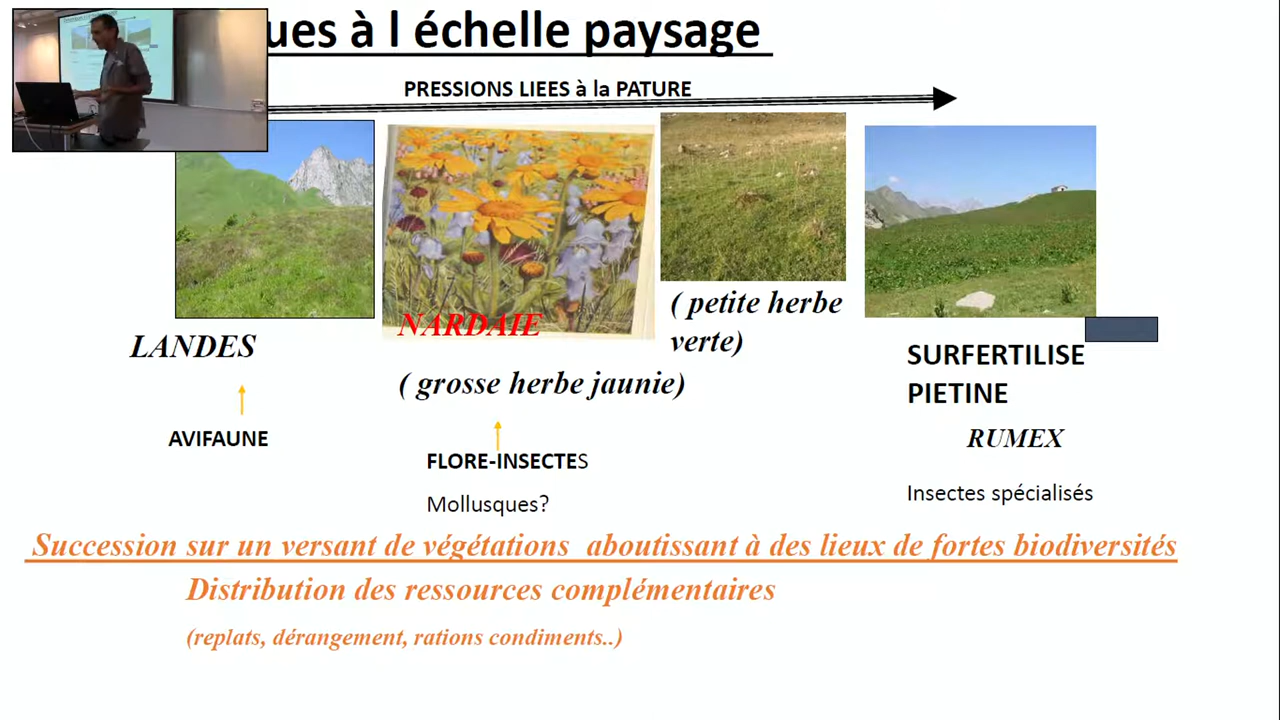 ues à l échelle paysage
PRESSIONS LIEES à la PATURE
NARDAIE
( petite herbe
verte)
LANDES
SURFERTILISE
PIETINE
( grosse herbe jaunie)
AVIFAUNE
RUMEX
FLORE-INSECTES
Mollusques?
Insectes spécialisés
Succession sur un versant de végétations aboutissant à des lieux de fortes biodiversités
Distribution des ressources complémentaires
(replats, dérangement, rations condiments..)